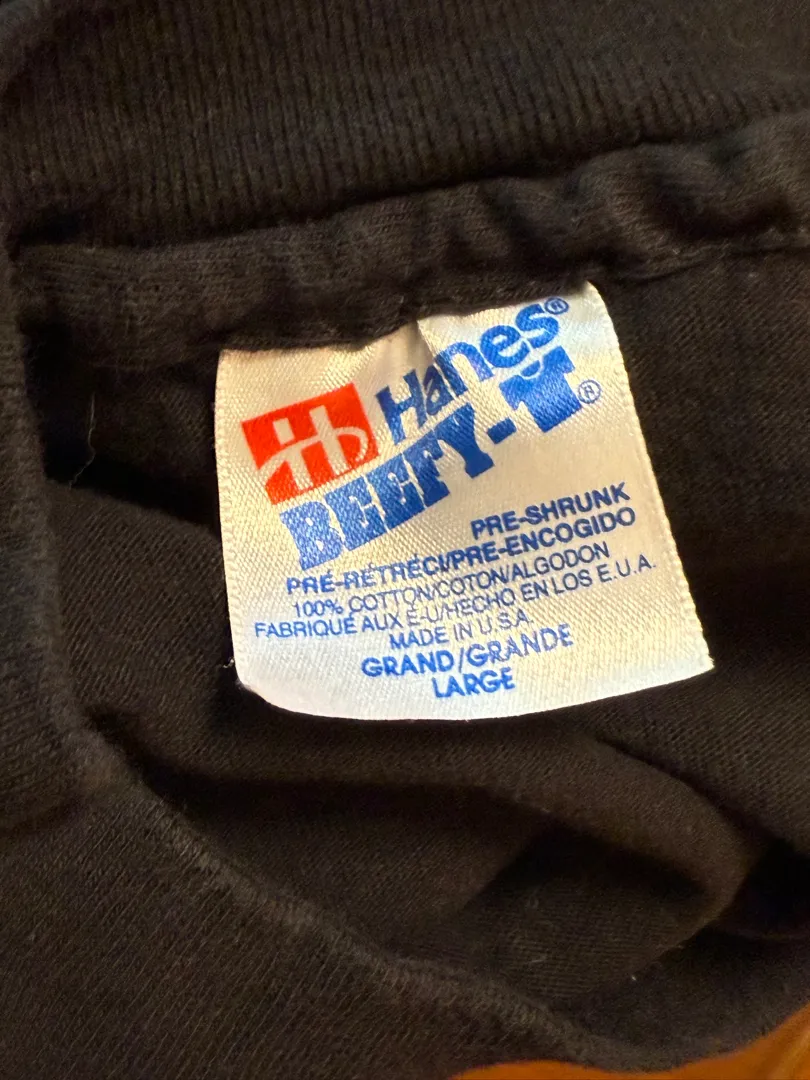 Hanes®
BEEFY-T®
PRE-SHRUNK
PRÉ-RÉTRÉCI/PRE-ENCOGIDO
100% COTTON/COTON/ALGODON
FABRIQUÉ AUX É-U/HECHO EN LOS E.U.A.
MADE IN U.S.A.
GRAND/GRANDE
LARGE